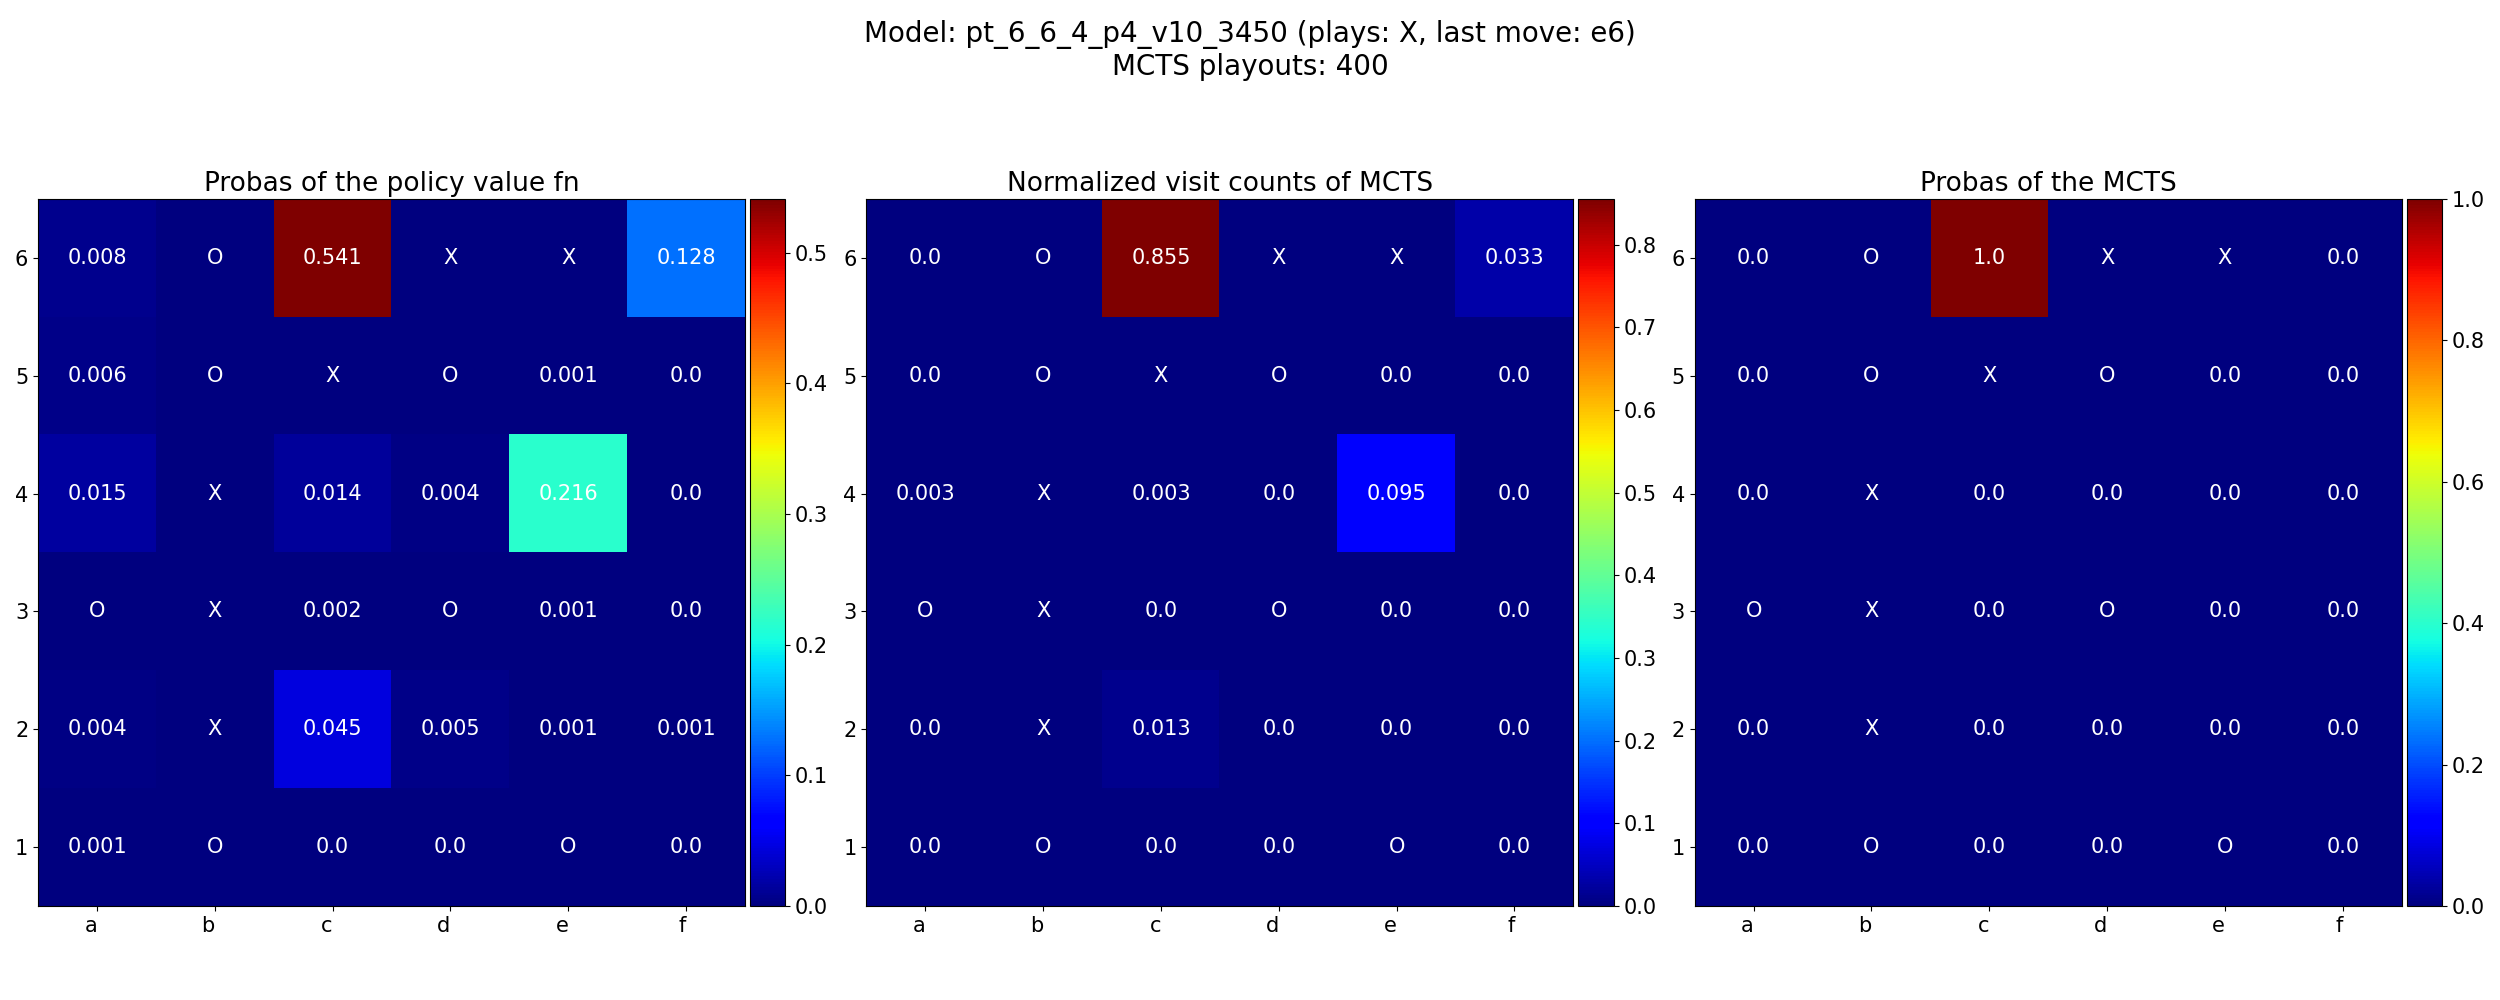 Model: pt_6_6_4_p4_v10_3450 (plays: X, last move: e6)
MCTS playouts: 400
Probas of the policy value fn
6 0.008 O 0.541 X X 0.128
5 0.006 O X O 0.001 0.0
4 0.015 X 0.014 0.004 0.216 0.0
3 O X 0.002 O 0.001 0.0
2 0.004 X 0.045 0.005 0.001 0.001
1 0.001 O 0.0 0.0 O 0.0
a b c d e f
0.5
0.4
0.3
0.2
0.1
0.0
Normalized visit counts of MCTS
6 0.0 O 0.855 X X 0.033
5 0.0 O X O 0.0 0.0
4 0.003 X 0.003 0.0 0.095 0.0
3 O X 0.0 O 0.0 0.0
2 0.0 X 0.013 0.0 0.0 0.0
1 0.0 O 0.0 0.0 O 0.0
a b c d e f
0.8
0.7
0.6
0.5
0.4
0.3
0.2
0.1
0.0
Probas of the MCTS
6 0.0 O 1.0 X X 0.0
5 0.0 O X O 0.0 0.0
4 0.0 X 0.0 0.0 0.0 0.0
3 O X 0.0 O 0.0 0.0
2 0.0 X 0.0 0.0 0.0 0.0
1 0.0 O 0.0 0.0 O 0.0
a b c d e f
1.0
0.8
0.6
0.4
0.2
0.0